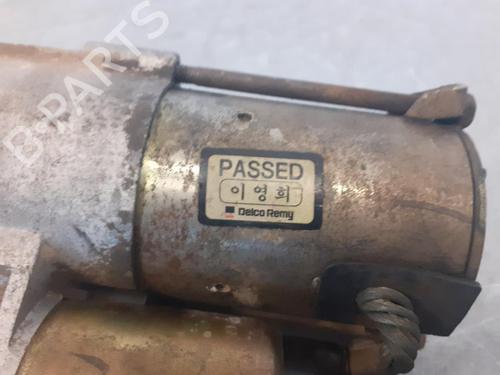 B-PARTS
PASSED
이영희
Delco Remy